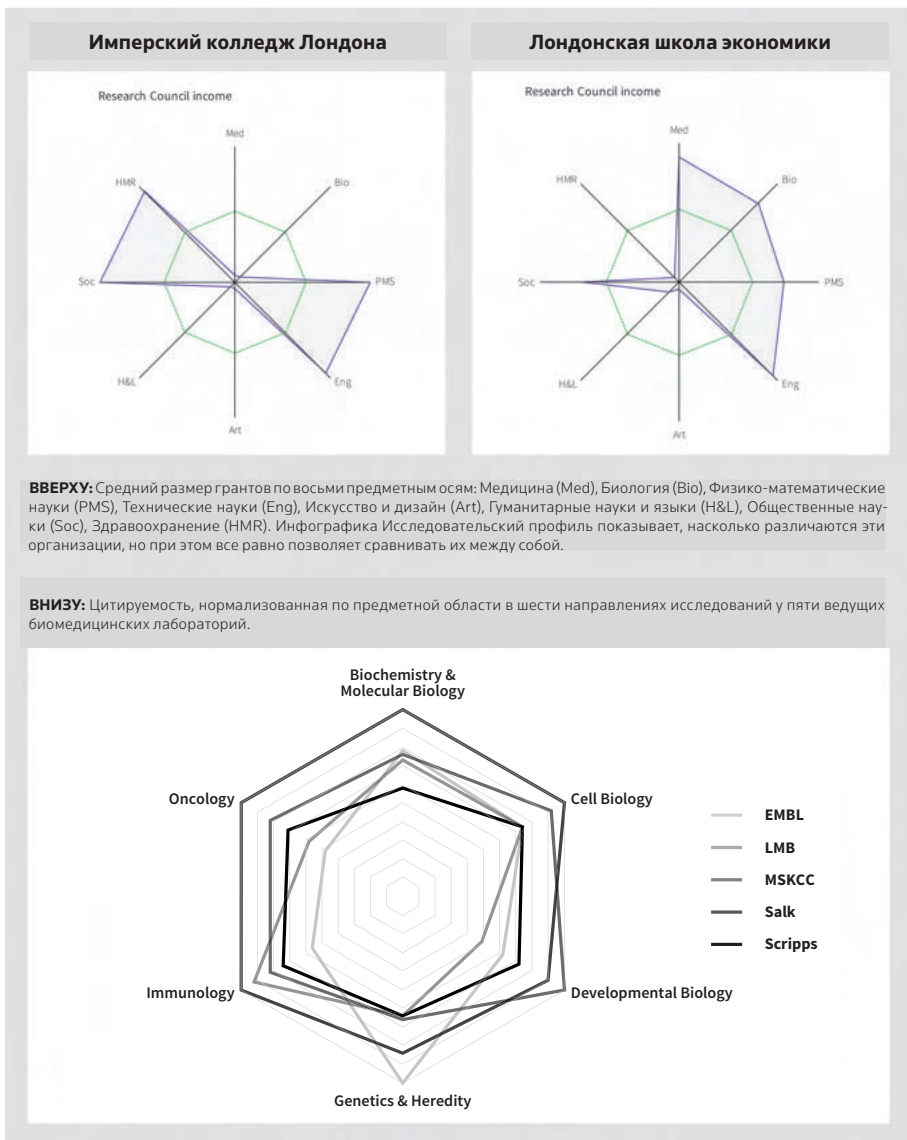 Имперский колледж Лондона
Research Council income
Med
HMR
Bio
Soc
PMS
H&L
Eng
Art
Лондонская школа экономики
Research Council income
Med
HMR
Bio
Soc
PMS
H&L
Eng
Art
ВВЕРХУ: Средний размер грантов по восьми предметным осям: Медицина (Med), Биология (Bio), Физико-математические
науки (PMS), Технические науки (Eng), Искусство и дизайн (Art), Гуманитарные науки и языки (H&L), Общественные нау-
ки (Soc), Здравоохранение (HMR). Инфографика Исследовательский профиль показывает, насколько различаются эти
организации, но при этом все равно позволяет сравнивать их между собой.
ВНИЗУ: Цитируемость, нормализованная по предметной области в шести направлениях исследований у пяти ведущих
биомедицинских лабораторий.
Biochemistry &
Molecular Biology
Oncology
Cell Biology
Immunology
Developmental Biology
Genetics & Heredity
EMBL
LMB
MSKCC
Salk
Scripps